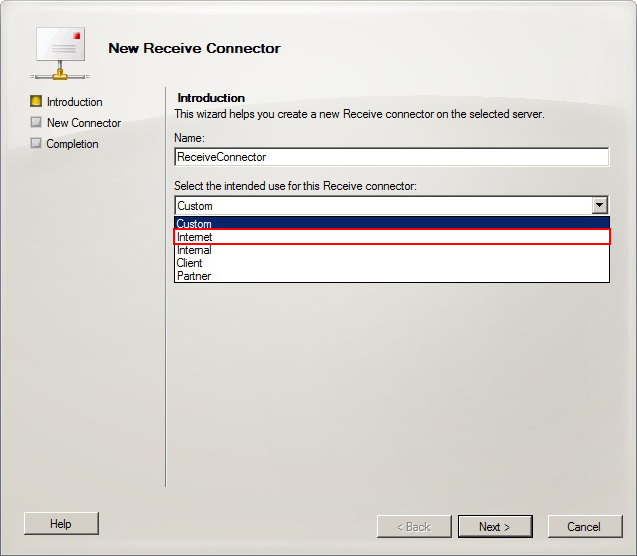 New Receive Connector
Introduction
New Connector
Completion
Introduction
This wizard helps you create a new Receive connector on the selected server.
Name:
ReceiveConnector
Select the intended use for this Receive connector:
Custom
Custom
Internet
Internal
Client
Partner
Help
< Back
Next >
Cancel